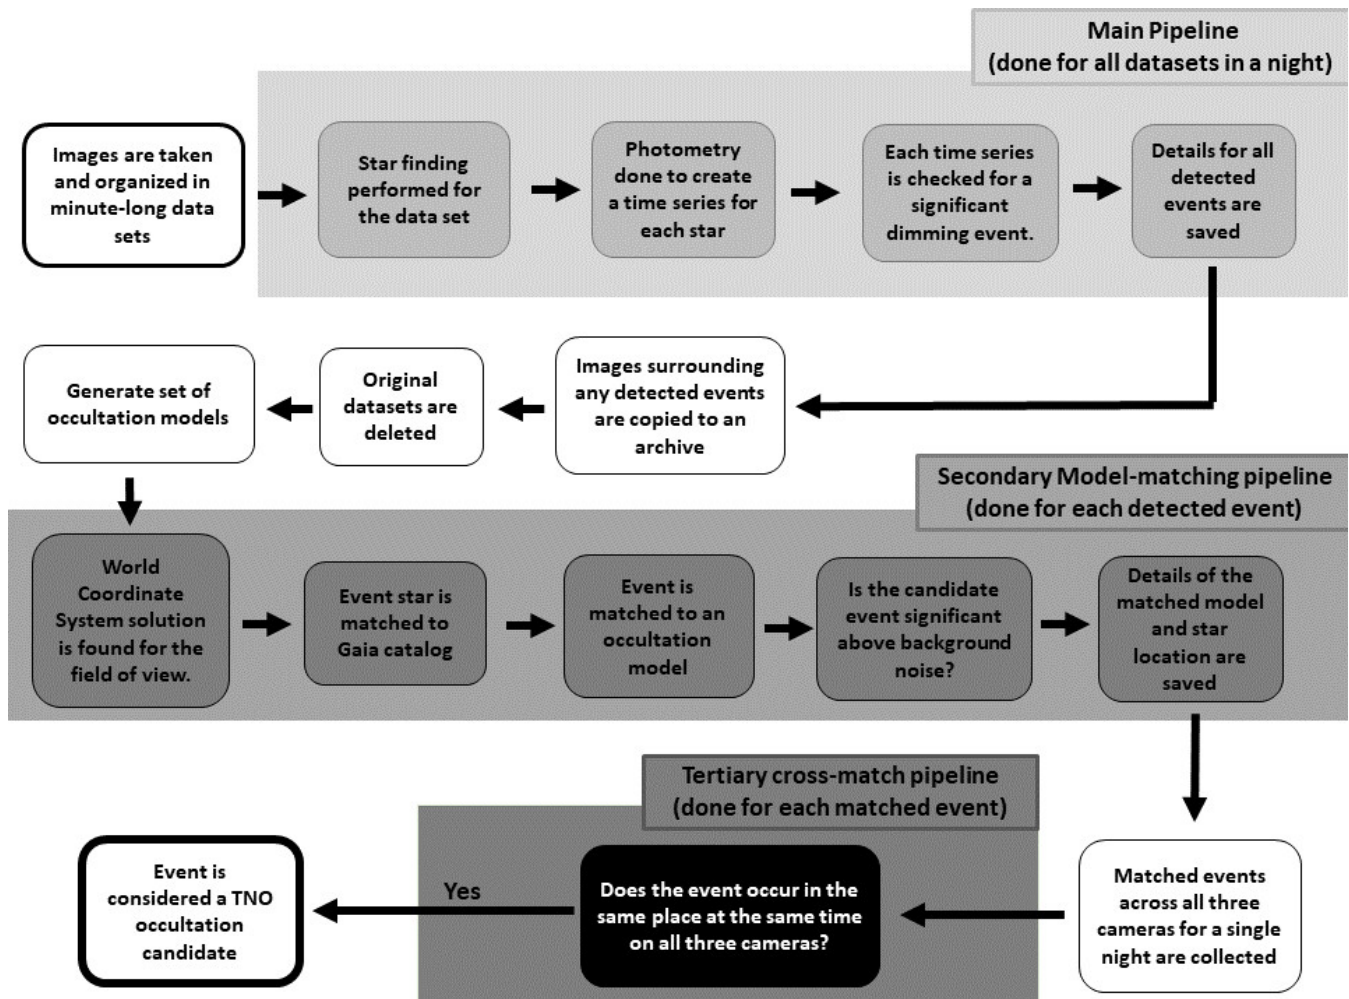 Main Pipeline
(done for all datasets in a night)
Images are taken
and organized in
minute-long data
sets
Star finding
performed for
the data set
Photometry
done to create
a time series for
each star
Each time series
is checked for a
significant
dimming event.
Details for all
detected
events are
saved
Images surrounding
any detected events
are copied to an
archive
Original
datasets are
deleted
Generate set of
occultation models
Secondary Model-matching pipeline
(done for each detected event)
World
Coordinate
System solution
is found for the
field of view.
Event star is
matched to
Gaia catalog
Event is
matched to an
occultation
model
Is the candidate
event significant
above background
noise?
Details of the
matched model
and star
location are
saved
Tertiary cross-match pipeline
(done for each matched event)
Matched events
across all three
cameras for a single
night are collected
Does the event occur in the
same place at the same time
on all three cameras?
Yes
Event is
considered a TNO
occultation
candidate